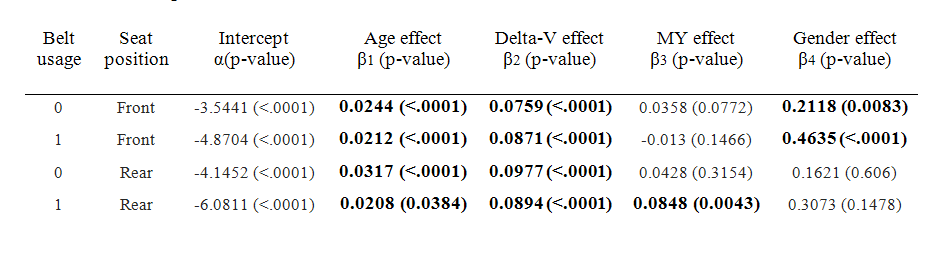 Belt Seat Intercept Age effect Delta-V effect MY effect Gender effect
usage position α(p-value) β1 (p-value) β2 (p-value) β3 (p-value) β4 (p-value)
0 Front -3.5441 (<.0001) 0.0244 (<.0001) 0.0759 (<.0001) 0.0358 (0.0772) 0.2118 (0.0083)
1 Front -4.8704 (<.0001) 0.0212 (<.0001) 0.0871 (<.0001) -0.013 (0.1466) 0.4635 (<.0001)
0 Rear -4.1452 (<.0001) 0.0317 (<.0001) 0.0977 (<.0001) 0.0428 (0.3154) 0.1621 (0.606)
1 Rear -6.0811 (<.0001) 0.0208 (0.0384) 0.0894 (<.0001) 0.0848 (0.0043) 0.3073 (0.1478)